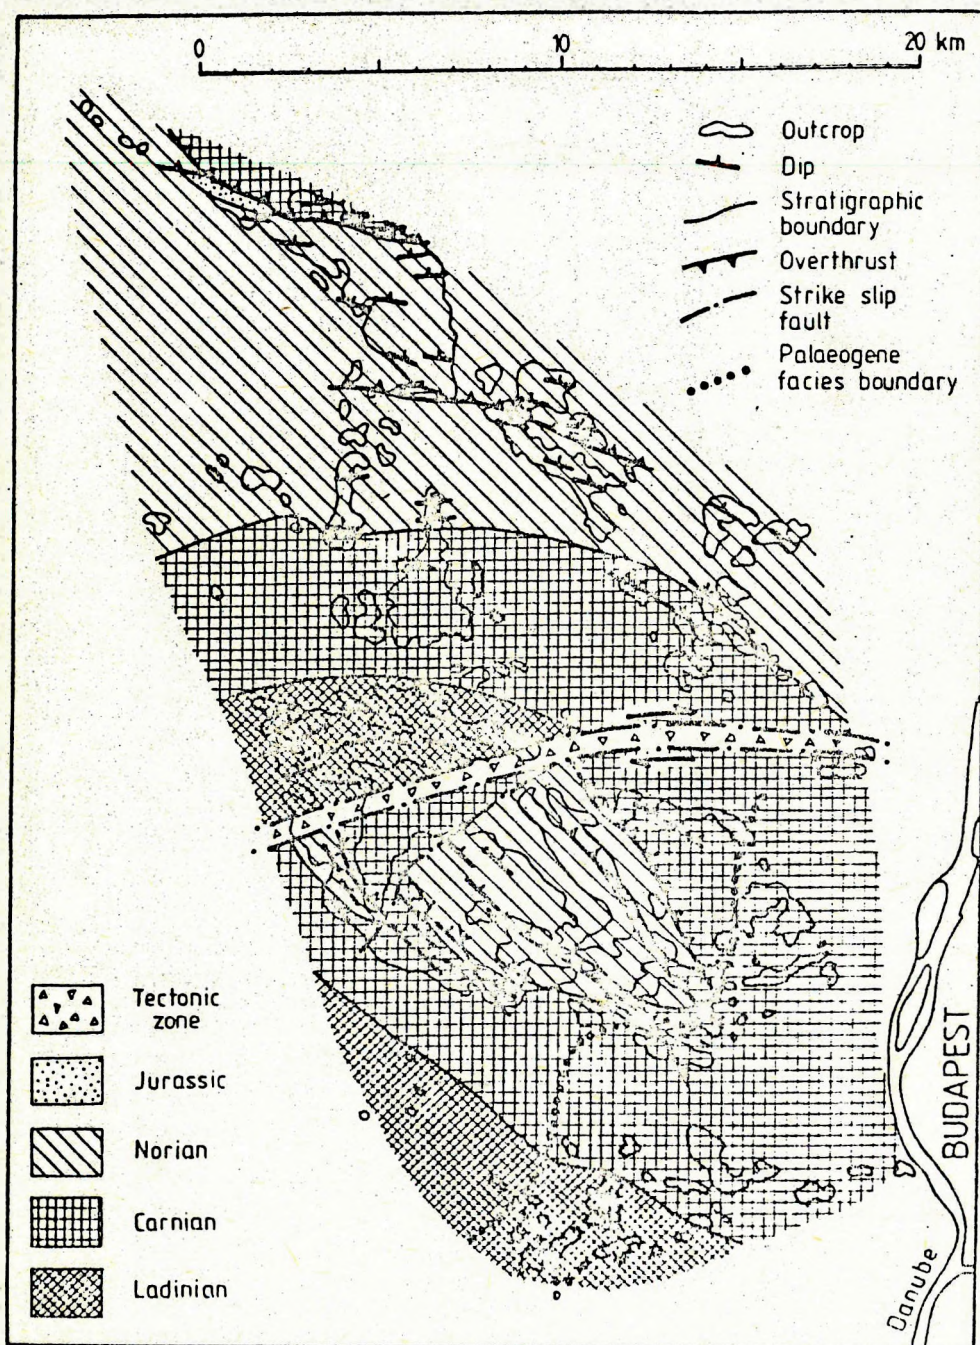 0 10 20 km
Outcrop
Dip
Stratigraphic
boundary
Overthrust
Strike slip
fault
Palaeogene
facies boundary
Tectonic
zone
Jurassic
Norian
Carnian
Ladinian
BUDAPEST
Danube